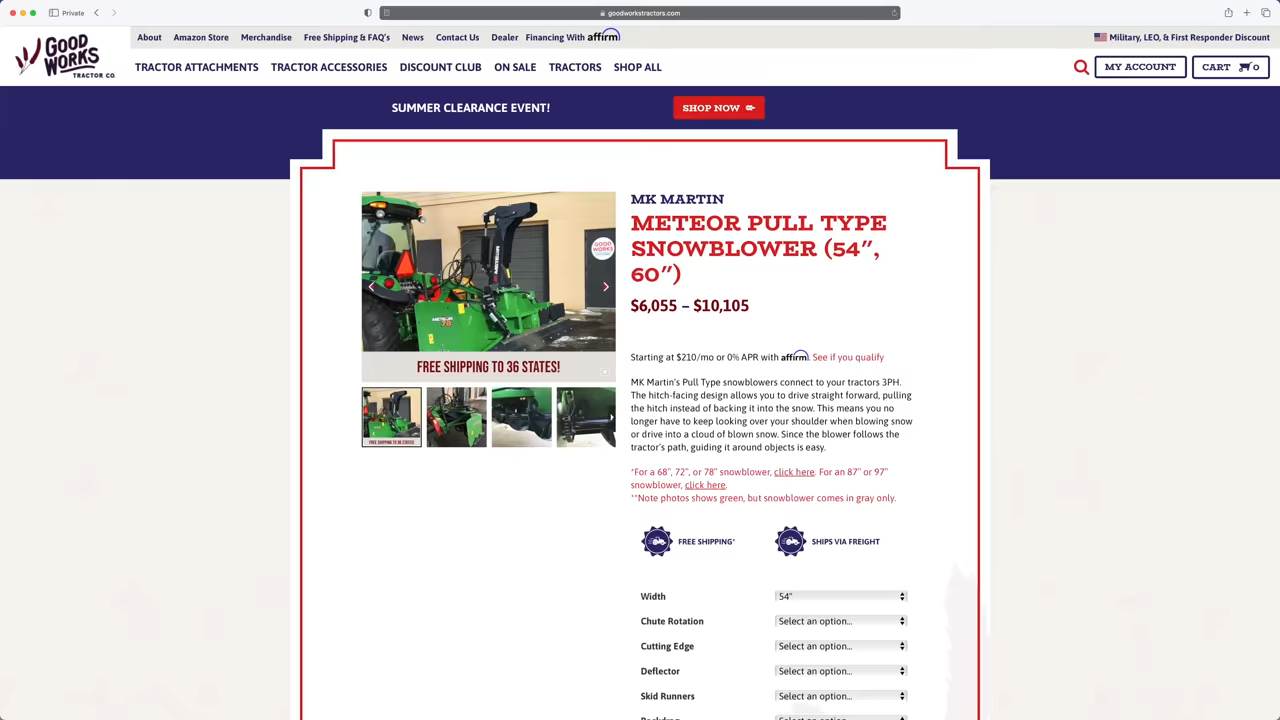 Private
goodworkstractors.com
About Amazon Store Merchandise Free Shipping & FAQ's News Contact Us Dealer Financing With affirm
Military, LEO, & First Responder Discount
GOOD
WORKS
TRACTOR CO.
TRACTOR ATTACHMENTS TRACTOR ACCESSORIES DISCOUNT CLUB ON SALE TRACTORS SHOP ALL
MY ACCOUNT
CART 0
SUMMER CLEARANCE EVENT!
SHOP NOW
MK MARTIN
METEOR PULL TYPE
SNOWBLOWER (54″,
60″)
$6,055 – $10,105
GOOD
WORKS
METEOR
78
FREE SHIPPING TO 36 STATES!
FREE SHIPPING TO 36 STATES!
Starting at $210/mo or 0% APR with affirm. See if you qualify
MK Martin's Pull Type snowblowers connect to your tractors 3PH.
The hitch-facing design allows you to drive straight forward, pulling
the hitch instead of backing it into the snow. This means you no
longer have to keep looking over your shoulder when blowing snow
or drive into a cloud of blown snow. Since the blower follows the
tractor's path, guiding it around objects is easy.
*For a 68″, 72″, or 78″ snowblower, click here. For an 87″ or 97″
snowblower, click here.
**Note photos shows green, but snowblower comes in gray only.
FREE SHIPPING*
SHIPS VIA FREIGHT
Width 54"
Chute Rotation Select an option...
Cutting Edge Select an option...
Deflector Select an option...
Skid Runners Select an option...